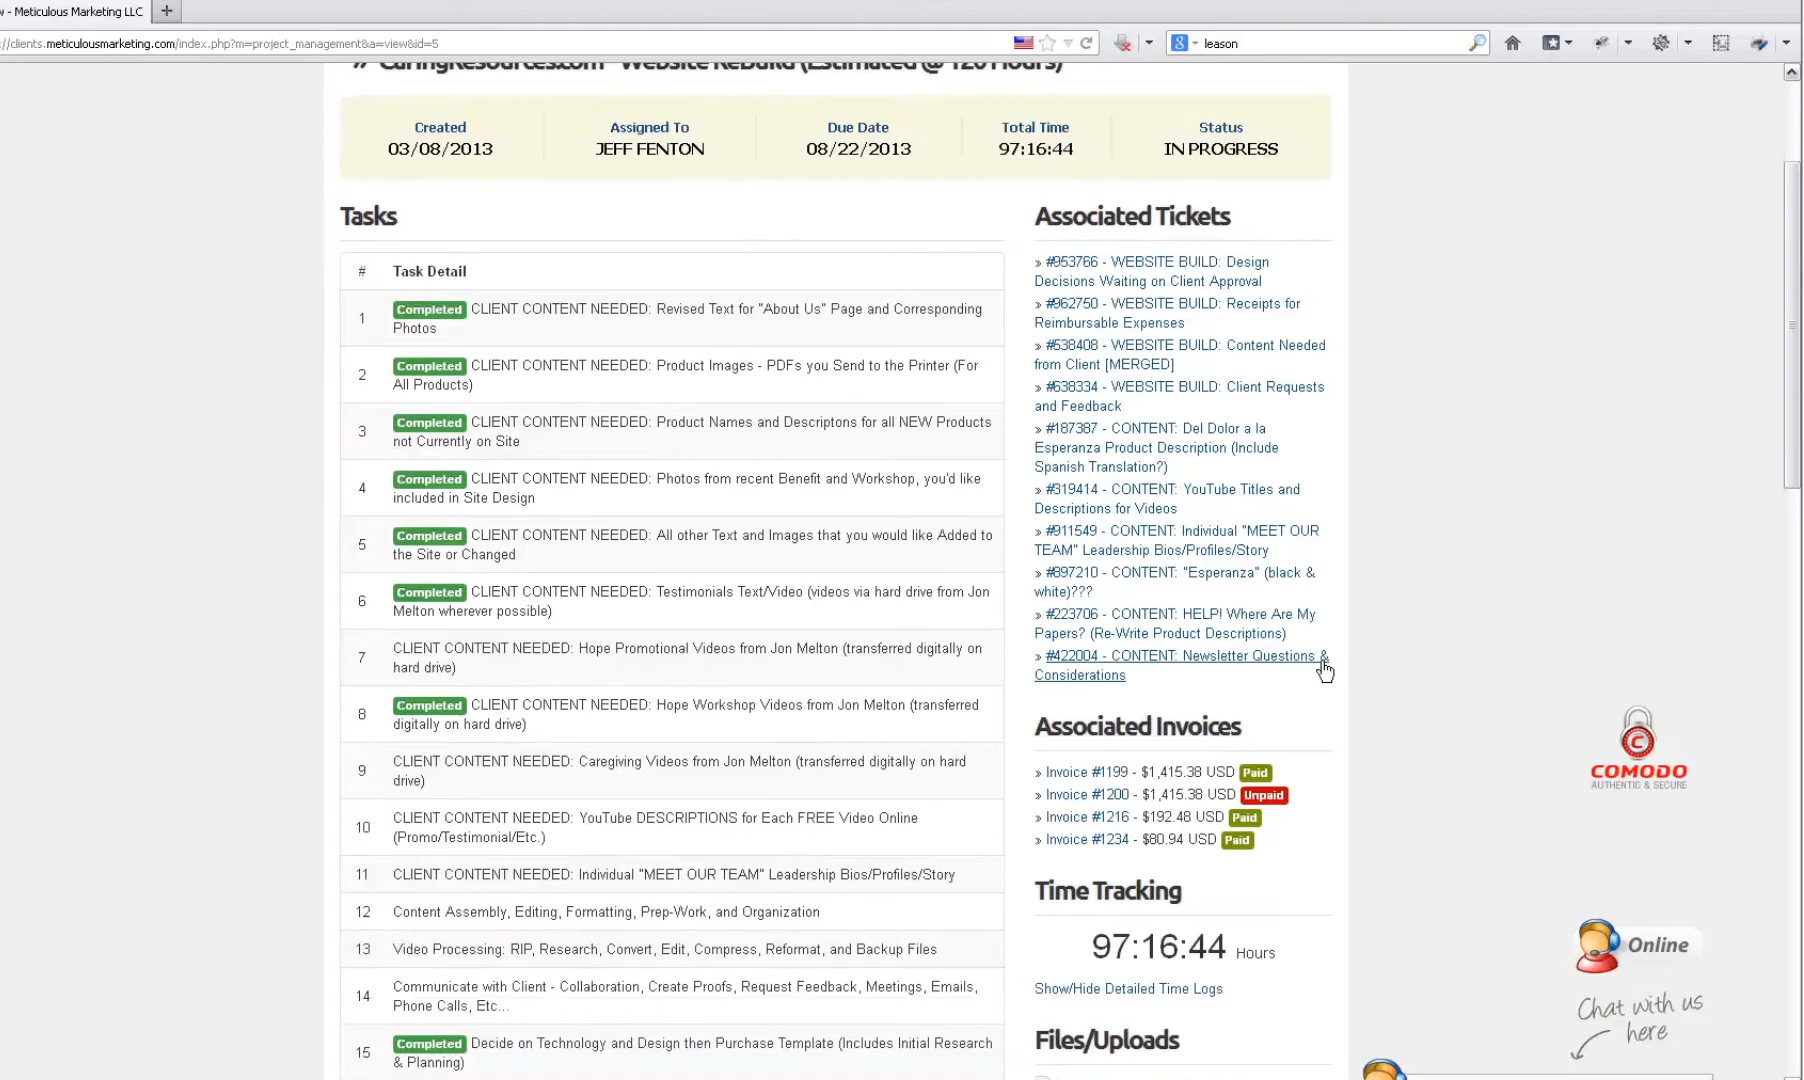 v - Meticulous Marketing LLC
://clients.meticulousmarketing.com/index.php?m=project_management&a=view&id=5
leason
» CaringResources.com - Website ReBuild (Estimated @ 120 Hours)
Created
03/08/2013
Assigned To
JEFF FENTON
Due Date
08/22/2013
Total Time
97:16:44
Status
IN PROGRESS
Tasks
# Task Detail
1 Completed CLIENT CONTENT NEEDED: Revised Text for "About Us" Page and Corresponding
Photos
2 Completed CLIENT CONTENT NEEDED: Product Images - PDFs you Send to the Printer (For
All Products)
3 Completed CLIENT CONTENT NEEDED: Product Names and Descriptons for all NEW Products
not Currently on Site
4 Completed CLIENT CONTENT NEEDED: Photos from recent Benefit and Workshop, you'd like
included in Site Design
5 Completed CLIENT CONTENT NEEDED: All other Text and Images that you would like Added to
the Site or Changed
6 Completed CLIENT CONTENT NEEDED: Testimonials Text/Video (videos via hard drive from Jon
Melton wherever possible)
7 CLIENT CONTENT NEEDED: Hope Promotional Videos from Jon Melton (transferred digitally on
hard drive)
8 Completed CLIENT CONTENT NEEDED: Hope Workshop Videos from Jon Melton (transferred
digitally on hard drive)
9 CLIENT CONTENT NEEDED: Caregiving Videos from Jon Melton (transferred digitally on hard
drive)
10 CLIENT CONTENT NEEDED: YouTube DESCRIPTIONS for Each FREE Video Online
(Promo/Testimonial/Etc.)
11 CLIENT CONTENT NEEDED: Individual "MEET OUR TEAM" Leadership Bios/Profiles/Story
12 Content Assembly, Editing, Formatting, Prep-Work, and Organization
13 Video Processing: RIP, Research, Convert, Edit, Compress, Reformat, and Backup Files
14 Communicate with Client - Collaboration, Create Proofs, Request Feedback, Meetings, Emails,
Phone Calls, Etc...
15 Completed Decide on Technology and Design then Purchase Template (Includes Initial Research
& Planning)
Associated Tickets
» #953766 - WEBSITE BUILD: Design
Decisions Waiting on Client Approval
» #962750 - WEBSITE BUILD: Receipts for
Reimbursable Expenses
» #538408 - WEBSITE BUILD: Content Needed
from Client [MERGED]
» #638334 - WEBSITE BUILD: Client Requests
and Feedback
» #187387 - CONTENT: Del Dolor a la
Esperanza Product Description (Include
Spanish Translation?)
» #319414 - CONTENT: YouTube Titles and
Descriptions for Videos
» #911549 - CONTENT: Individual "MEET OUR
TEAM" Leadership Bios/Profiles/Story
» #897210 - CONTENT: "Esperanza" (black &
white)???
» #223706 - CONTENT: HELP! Where Are My
Papers? (Re-Write Product Descriptions)
» #422004 - CONTENT: Newsletter Questions &
Considerations
Associated Invoices
» Invoice #1199 - $1,415.38 USD Paid
» Invoice #1200 - $1,415.38 USD Unpaid
» Invoice #1216 - $192.48 USD Paid
» Invoice #1234 - $80.94 USD Paid
Time Tracking
97:16:44 Hours
Show/Hide Detailed Time Logs
Files/Uploads
C
COMODO
AUTHENTIC & SECURE
Online
Chat with us
here